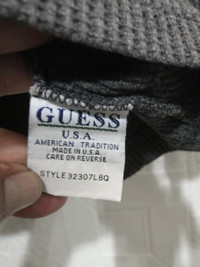 GUESS
U.S.A.
AMERICAN TRADITION
MADE IN U.S.A.
CARE ON REVERSE
STYLE 32307L8Q